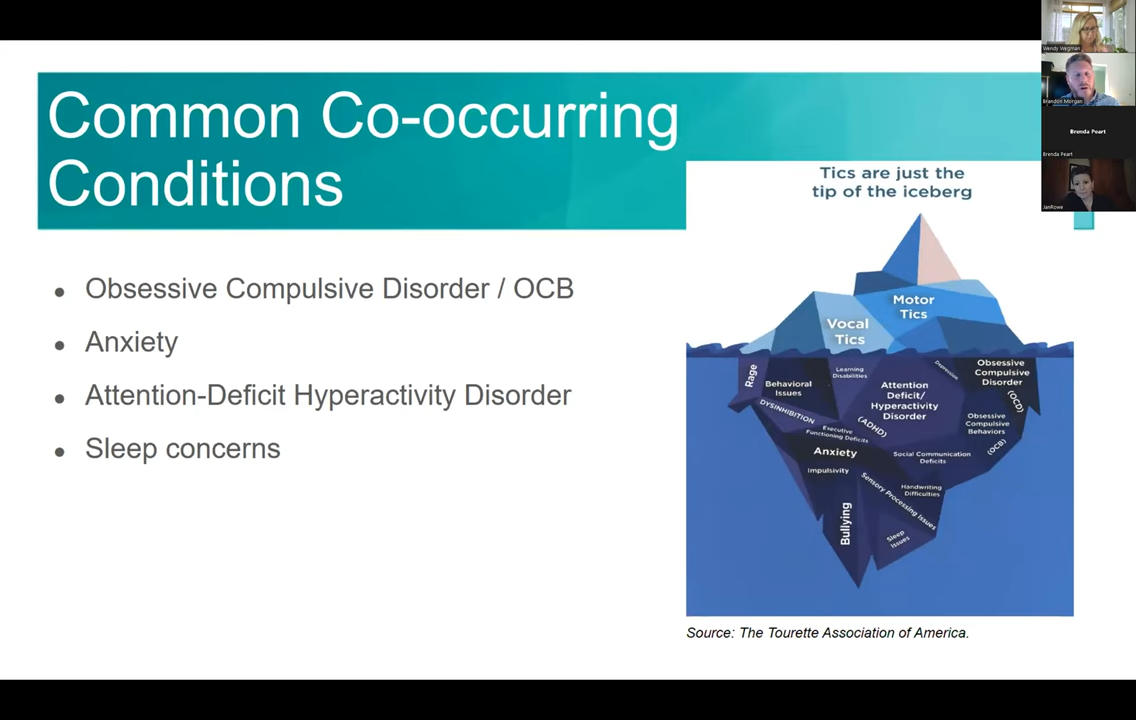 Common Co-occurring
Conditions
• Obsessive Compulsive Disorder / OCB
• Anxiety
• Attention-Deficit Hyperactivity Disorder
• Sleep concerns
Tics are just the
tip of the iceberg
Motor
Tics
Vocal
Tics
Rage
Behavioral
Issues
Learning
Disabilities
Attention
Deficit/
Hyperactivity
Disorder
(ADHD)
Depression
Obsessive
Compulsive
Disorder
(OCD)
DYSINHIBITION
Executive
Functioning Deficits
Obsessive
Compulsive
Behaviors
(OCB)
Anxiety
Social Communication
Deficits
Impulsivity
Sensory Processing Issues
Handwriting
Difficulties
Bullying
Sleep
Issues
Source: The Tourette Association of America.
Wendy Wegman
Brandon Morgan
Brenda Peart
Brenda Peart
JanRowe